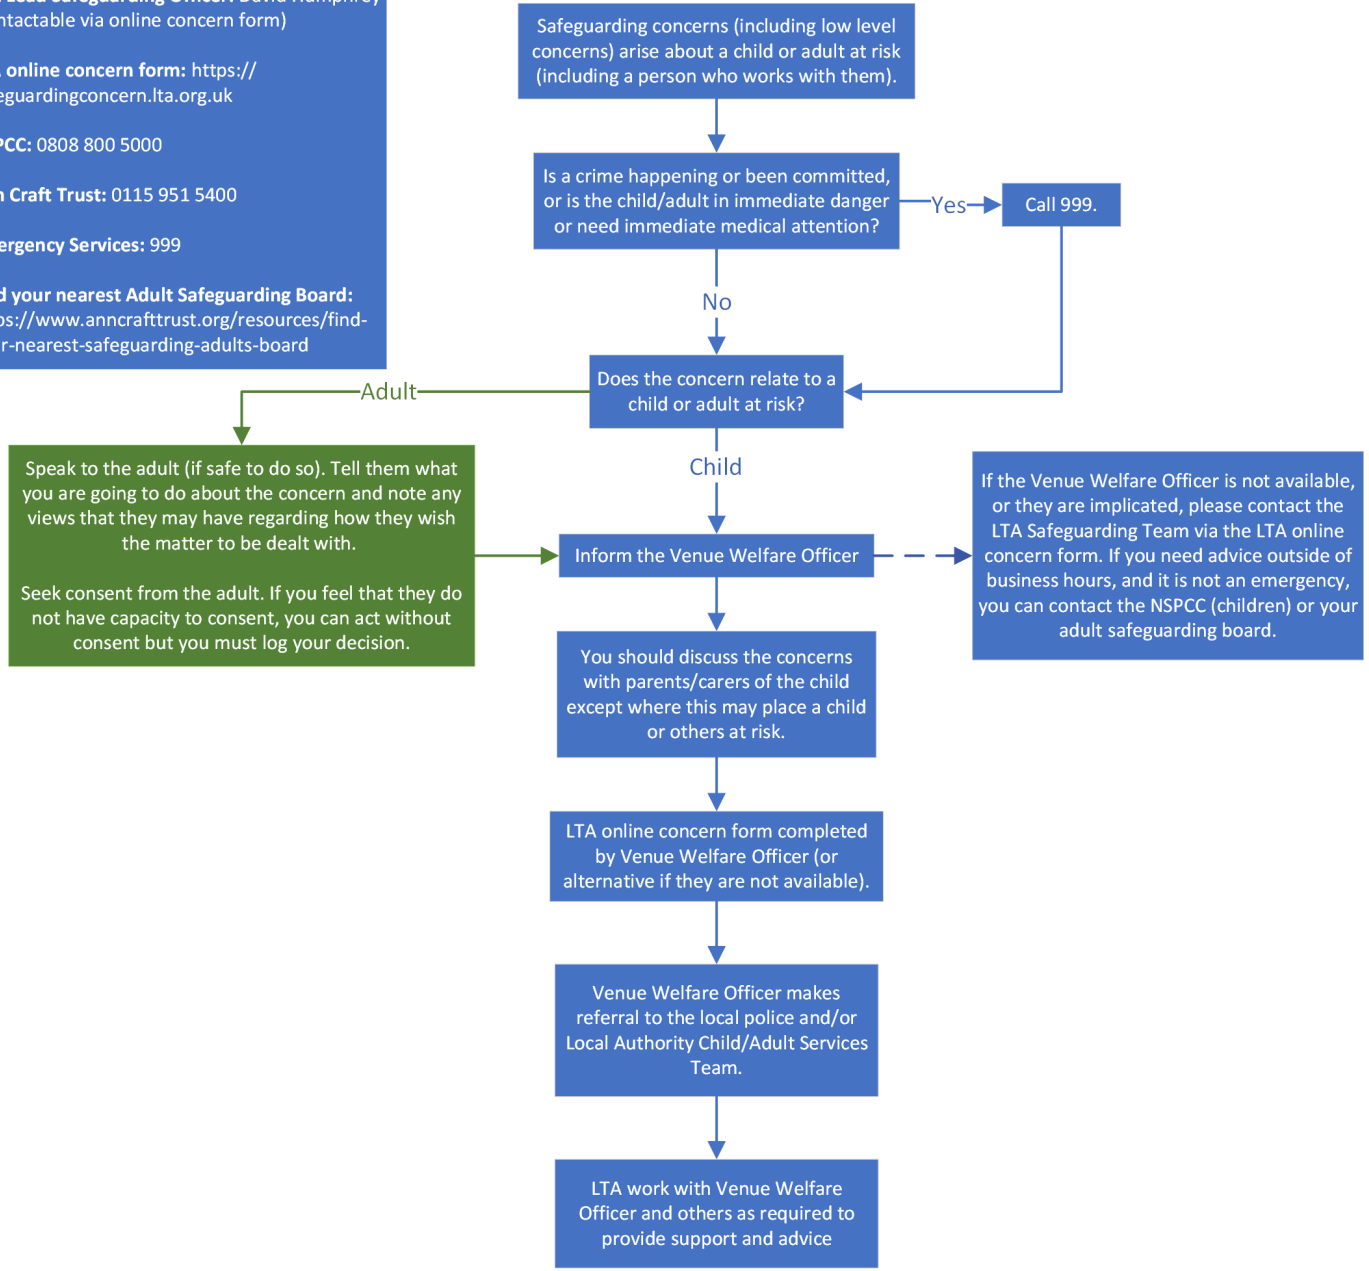 Lead Safeguarding Officer: David Humphrey
ntactable via online concern form)
online concern form: https://
eguardingconcern.lta.org.uk
PCC: 0808 800 5000
n Craft Trust: 0115 951 5400
ergency Services: 999
d your nearest Adult Safeguarding Board:
ps://www.anncrafttrust.org/resources/find-
r-nearest-safeguarding-adults-board
Safeguarding concerns (including low level
concerns) arise about a child or adult at risk
(including a person who works with them).
Is a crime happening or been committed,
or is the child/adult in immediate danger
or need immediate medical attention?
Yes
Call 999.
No
Does the concern relate to a
child or adult at risk?
Adult
Child
Speak to the adult (if safe to do so). Tell them what
you are going to do about the concern and note any
views that they may have regarding how they wish
the matter to be dealt with.
Seek consent from the adult. If you feel that they do
not have capacity to consent, you can act without
consent but you must log your decision.
Inform the Venue Welfare Officer
If the Venue Welfare Officer is not available,
or they are implicated, please contact the
LTA Safeguarding Team via the LTA online
concern form. If you need advice outside of
business hours, and it is not an emergency,
you can contact the NSPCC (children) or your
adult safeguarding board.
You should discuss the concerns
with parents/carers of the child
except where this may place a child
or others at risk.
LTA online concern form completed
by Venue Welfare Officer (or
alternative if they are not available).
Venue Welfare Officer makes
referral to the local police and/or
Local Authority Child/Adult Services
Team.
LTA work with Venue Welfare
Officer and others as required to
provide support and advice